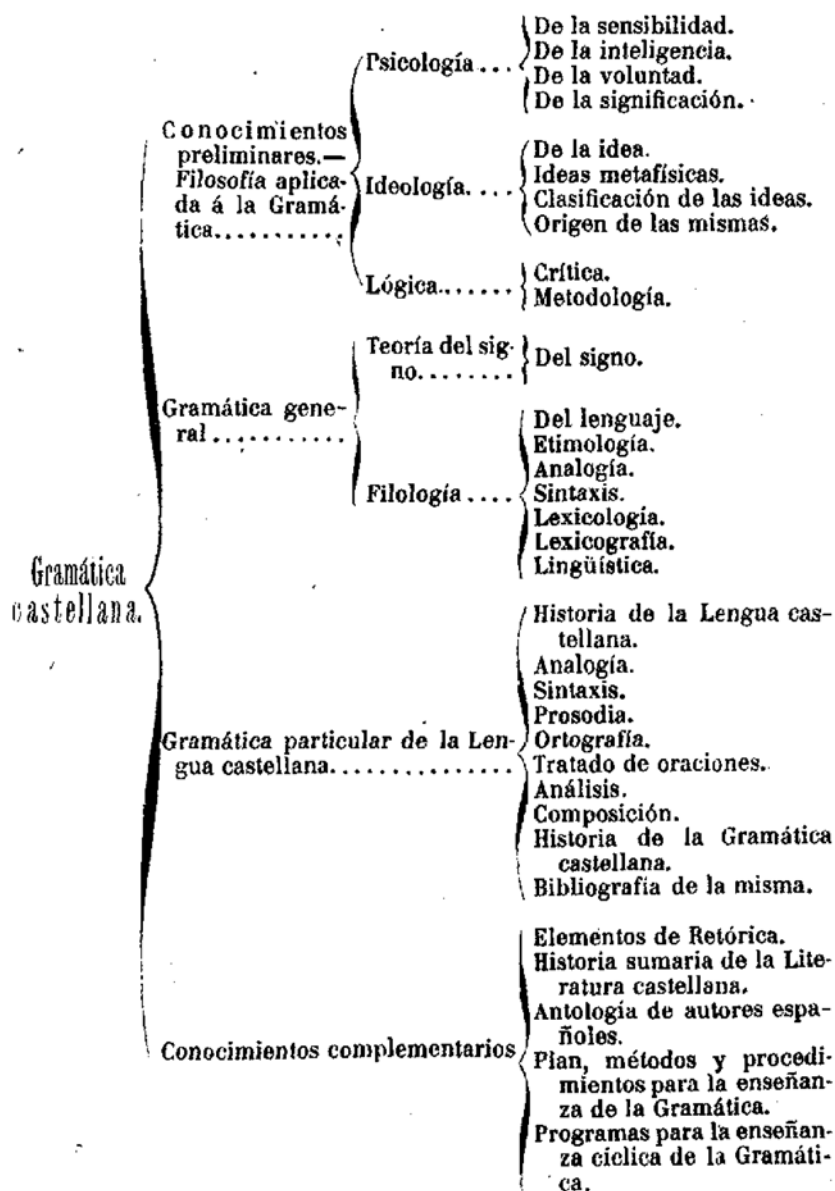 Gramática
castellana.
Conocimientos
preliminares.—
Filosofía aplica-
da á la Gramá-
tica...........
Psicología...
De la sensibilidad.
De la inteligencia.
De la voluntad.
De la significación.
Ideología....
De la idea.
Ideas metafísicas.
Clasificación de las ideas.
Origen de las mismas.
Lógica.......
Crítica.
Metodología.
Gramática gene-
ral...........
Teoría del sig-
no........
Del signo.
Filología....
Del lenguaje.
Etimología.
Analogía.
Sintaxis.
Lexicología.
Lexicografía.
Lingüística.
Gramática particular de la Len-
gua castellana...............
Historia de la Lengua cas-
tellana.
Analogía.
Sintaxis.
Prosodia.
Ortografía.
Tratado de oraciones.
Análisis.
Composición.
Historia de la Gramática
castellana.
Bibliografía de la misma.
Conocimientos complementarios
Elementos de Retórica.
Historia sumaria de la Lite-
ratura castellana.
Antología de autores espa-
ñoles.
Plan, métodos y procedi-
mientos para la enseñan-
za de la Gramática.
Programas para la enseñan-
za cíclica de la Gramáti-
ca.